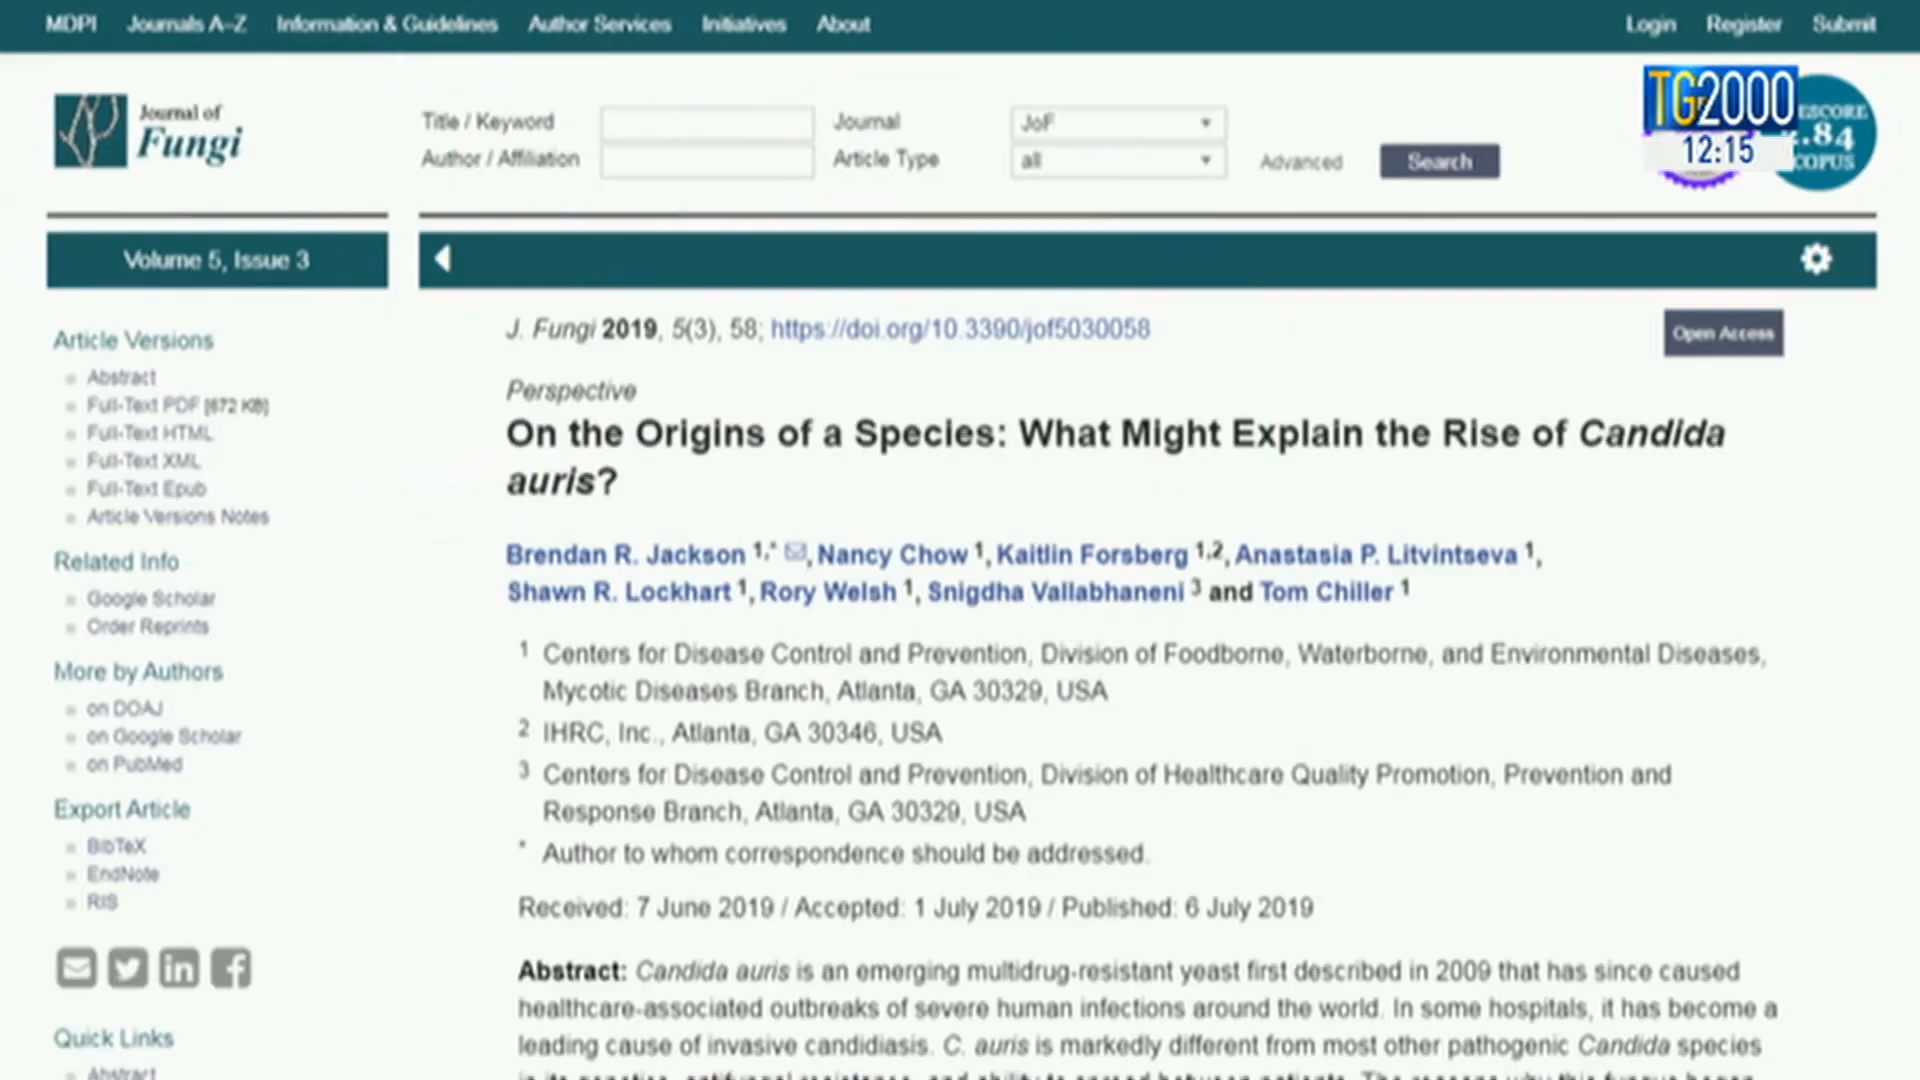 MDPI Journals A-Z Information & Guidelines Author Services Initiatives About Login Register Submit
Journal of Fungi
Title / Keyword
Journal
JoF
Author / Affiliation
Article Type
all
Advanced
Search
TG2000
12:15
ESCORE
.84
COPUS
Volume 5, Issue 3
J. Fungi 2019, 5(3), 58; https://doi.org/10.3390/jof5030058
Open Access
Article Versions
Abstract
Full-Text PDF [672 KB]
Full-Text HTML
Full-Text XML
Full-Text Epub
Article Versions Notes
Related Info
Google Scholar
Order Reprints
More by Authors
on DOAJ
on Google Scholar
on PubMed
Export Article
BibTeX
EndNote
RIS
Quick Links
Abstract
Perspective
On the Origins of a Species: What Might Explain the Rise of Candida
auris?
Brendan R. Jackson 1,* , Nancy Chow 1, Kaitlin Forsberg 1,2, Anastasia P. Litvintseva 1,
Shawn R. Lockhart 1, Rory Welsh 1, Snigdha Vallabhaneni 3 and Tom Chiller 1
1 Centers for Disease Control and Prevention, Division of Foodborne, Waterborne, and Environmental Diseases,
Mycotic Diseases Branch, Atlanta, GA 30329, USA
2 IHRC, Inc., Atlanta, GA 30346, USA
3 Centers for Disease Control and Prevention, Division of Healthcare Quality Promotion, Prevention and
Response Branch, Atlanta, GA 30329, USA
* Author to whom correspondence should be addressed.
Received: 7 June 2019 / Accepted: 1 July 2019 / Published: 6 July 2019
Abstract: Candida auris is an emerging multidrug-resistant yeast first described in 2009 that has since caused
healthcare-associated outbreaks of severe human infections around the world. In some hospitals, it has become a
leading cause of invasive candidiasis. C. auris is markedly different from most other pathogenic Candida species